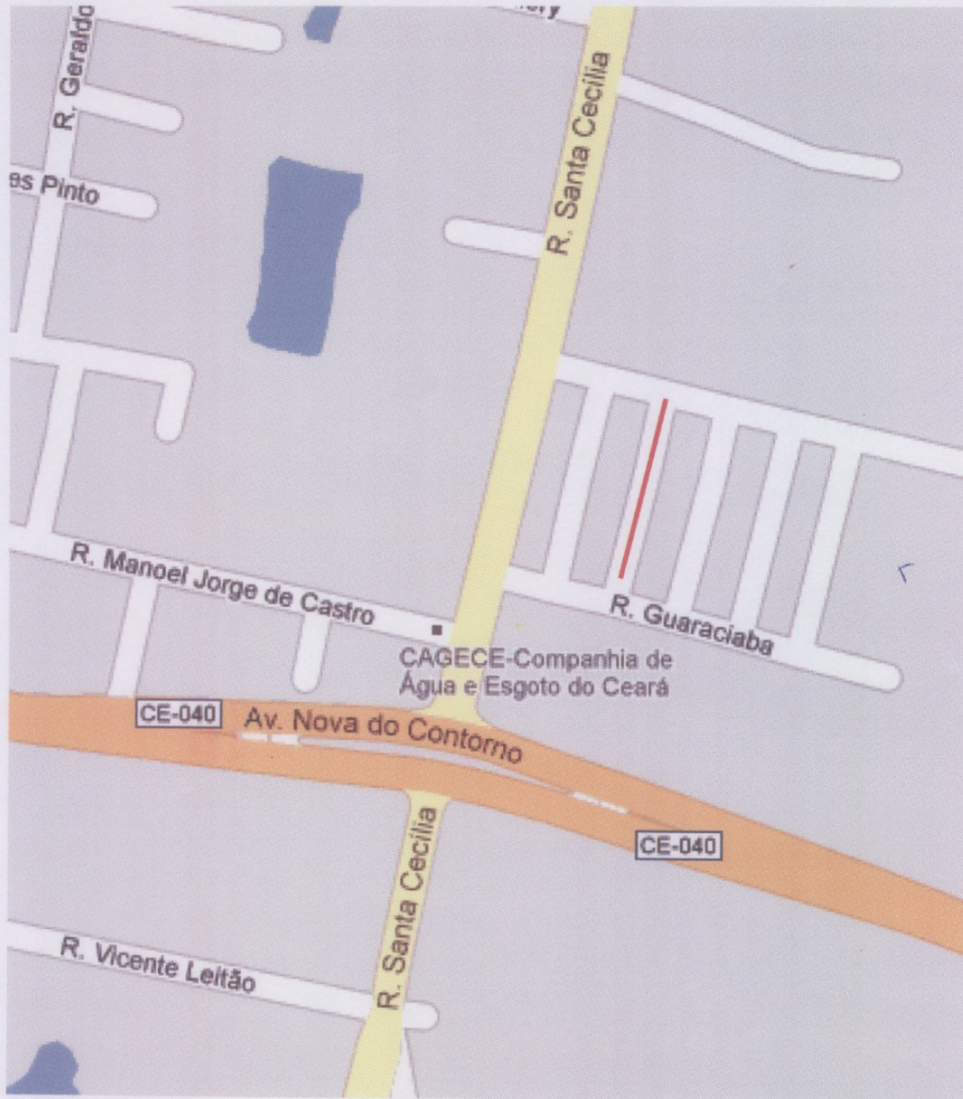 R. Geraldo
R. Santa Cecília
es Pinto
R. Manoel Jorge de Castro
R. Guaraciaba
CAGECE-Companhia de
Água e Esgoto do Ceará
CE-040
Av. Nova do Contorno
CE-040
R. Santa Cecília
R. Vicente Leitão